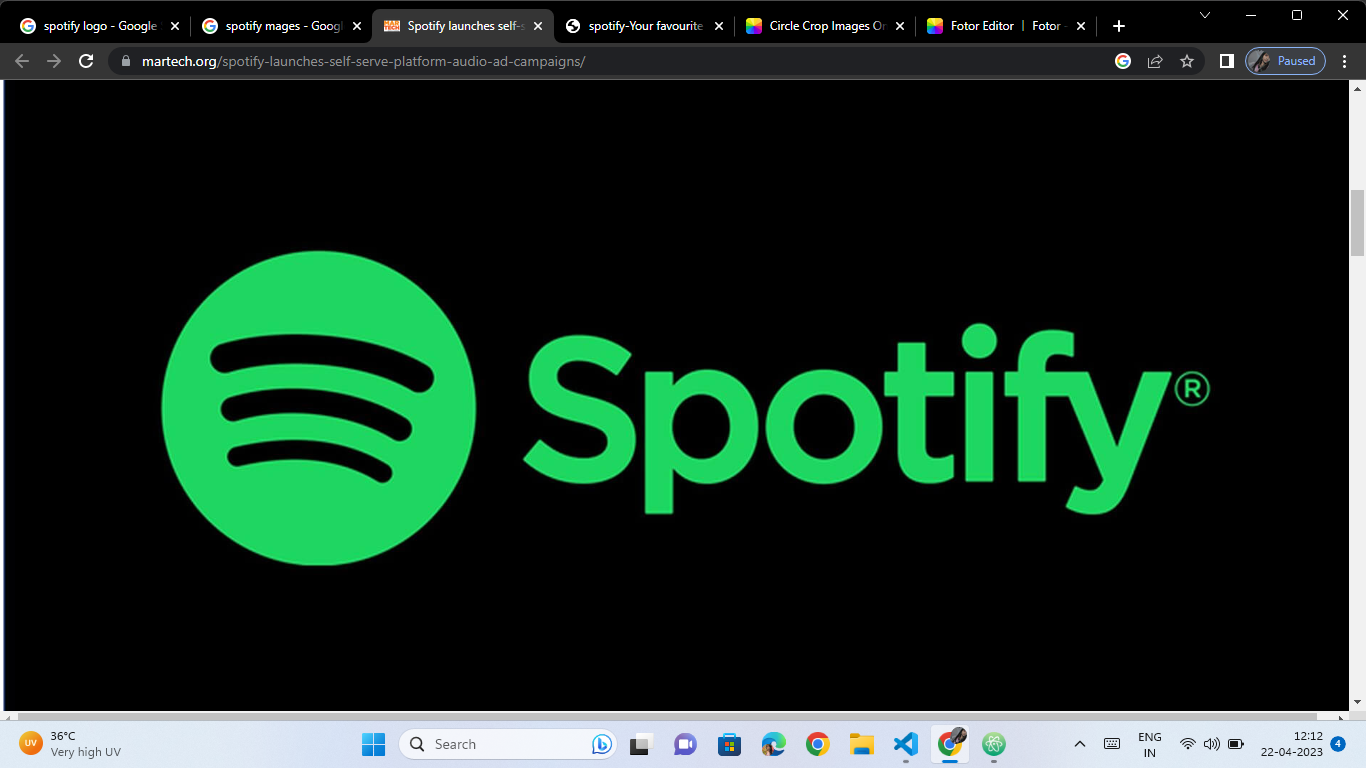 spotify logo - Google
spotify mages - Googl
Spotify launches self-s
spotify-Your favourite
Circle Crop Images On
Fotor Editor | Fotor -
martech.org/spotify-launches-self-serve-platform-audio-ad-campaigns/
Paused
Spotify®
UV
36°C
Very high UV
Search
ENG
IN
12:12
22-04-2023
4